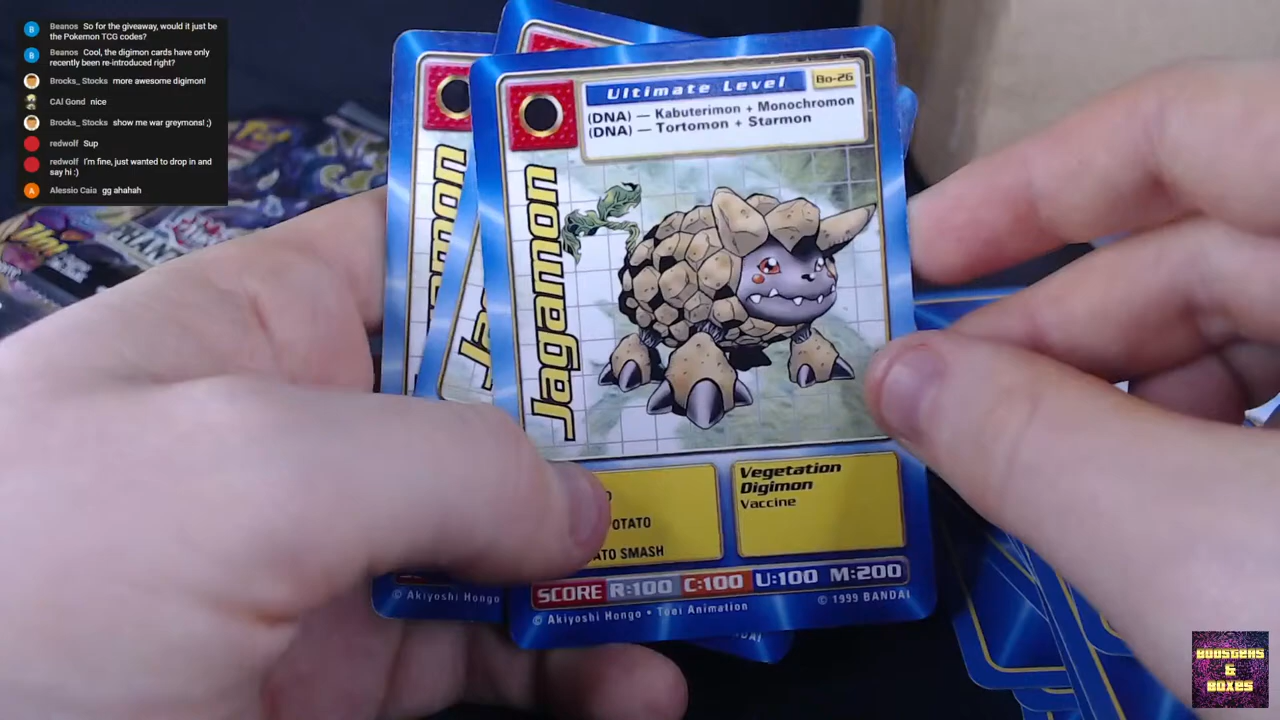 Beanos So for the giveaway, would it just be
the Pokemon TCG codes?
Beanos Cool, the digimon cards have only
recently been re-introduced right?
Brocks_Stocks more awesome digimon!
CAl Gond nice
Brocks_Stocks show me war greymons! ;)
redwolf Sup
redwolf I'm fine, just wanted to drop in and
say hi :)
Alessio Caia gg ahahah
Ultimate Level
Bo-26
(DNA) — Kabuterimon + Monochromon
(DNA) — Tortomon + Starmon
Jagamon
OTATO
ATO SMASH
Vegetation
Digimon
Vaccine
SCORE R:100 C:100 U:100 M:200
© Akiyoshi Hongo • Toei Animation
© 1999 BANDAI
© Akiyoshi Hongo
BOOSTERS
&
BOXES